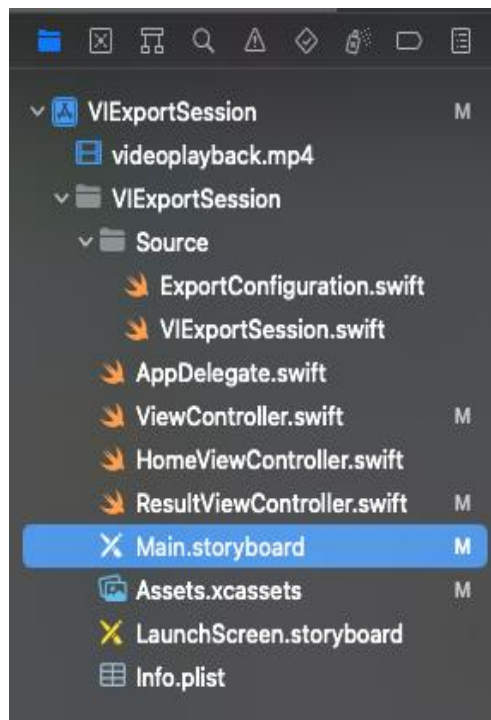 VIExportSession M
videoplayback.mp4
VIExportSession
Source
ExportConfiguration.swift
VIExportSession.swift
AppDelegate.swift
ViewController.swift M
HomeViewController.swift
ResultViewController.swift M
Main.storyboard M
Assets.xcassets M
LaunchScreen.storyboard
Info.plist